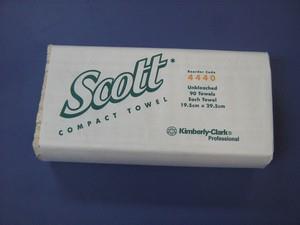 Scott*
COMPACT TOWEL
Reorder Code
4440
Unbleached
90 Towels
Each Towel
19.5cm x 29.5cm
Kimberly-Clark®
Professional